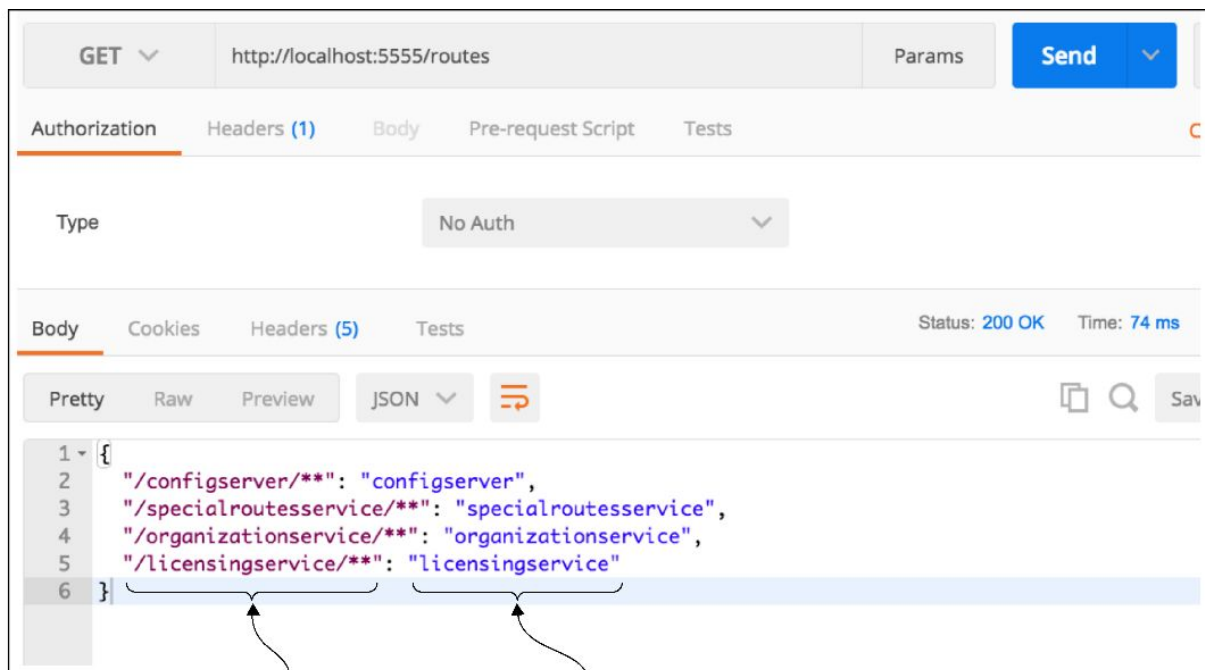 GET http://localhost:5555/routes Params Send
Authorization Headers (1) Body Pre-request Script Tests
Type No Auth
Body Cookies Headers (5) Tests Status: 200 OK Time: 74 ms
Pretty Raw Preview JSON Sav
1 {
2 "/configserver/**": "configserver",
3 "/specialroutesservice/**": "specialroutesservice",
4 "/organizationservice/**": "organizationservice",
5 "/licensingservice/**": "licensingservice"
6 }